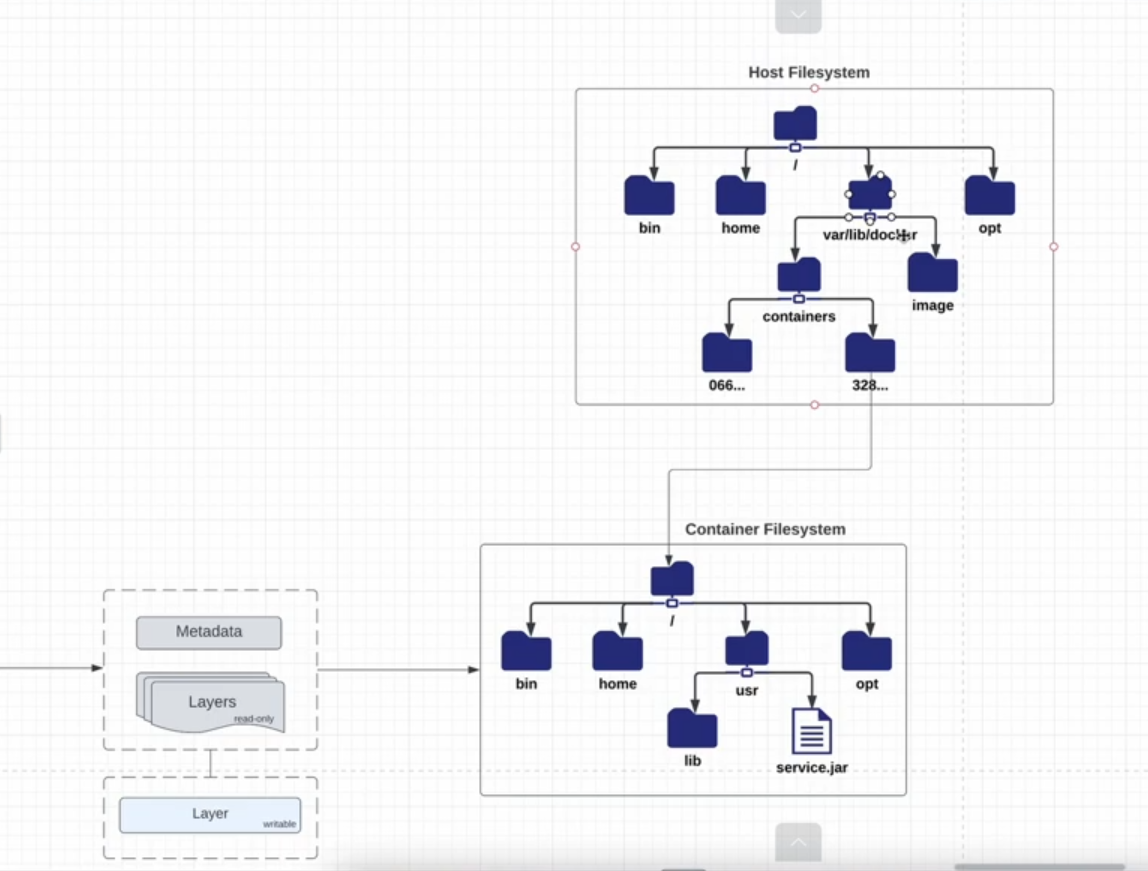 Host Filesystem
/
bin
home
var/lib/docker
opt
containers
image
066...
328...
Container Filesystem
/
bin
home
usr
opt
lib
service.jar
Metadata
Layers
read-only
Layer
writable